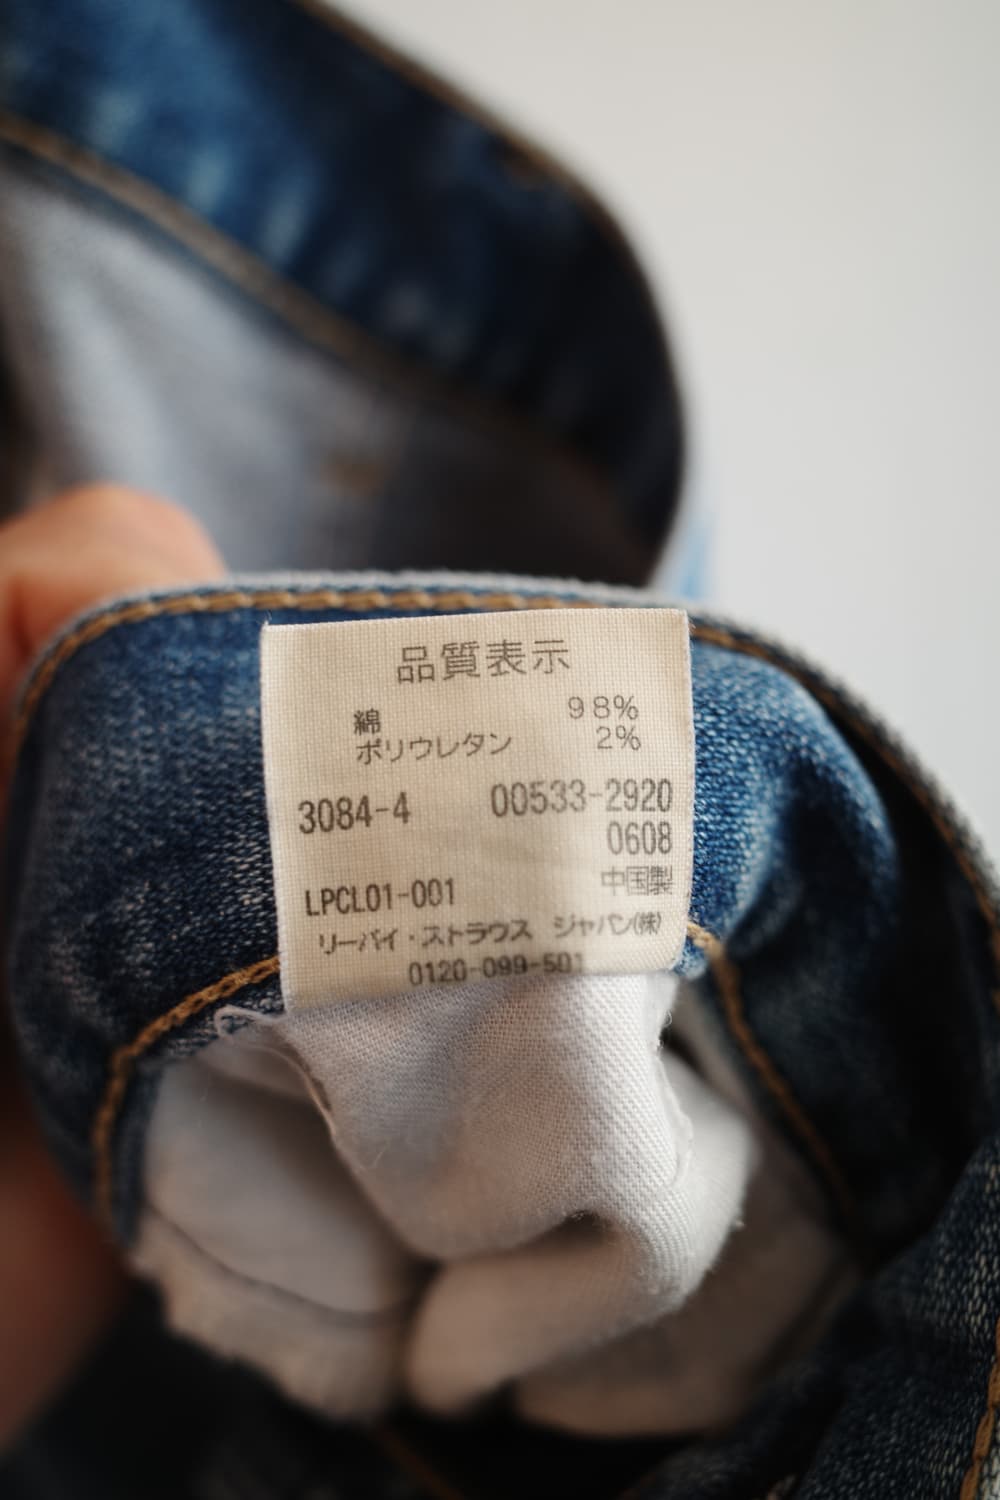 品質表示
綿 98%
ポリウレタン 2%
3084-4 00533-2920
0608
LPCL01-001 中国製
リーバイ・ストラウス ジャパン(株)
0120-099-501